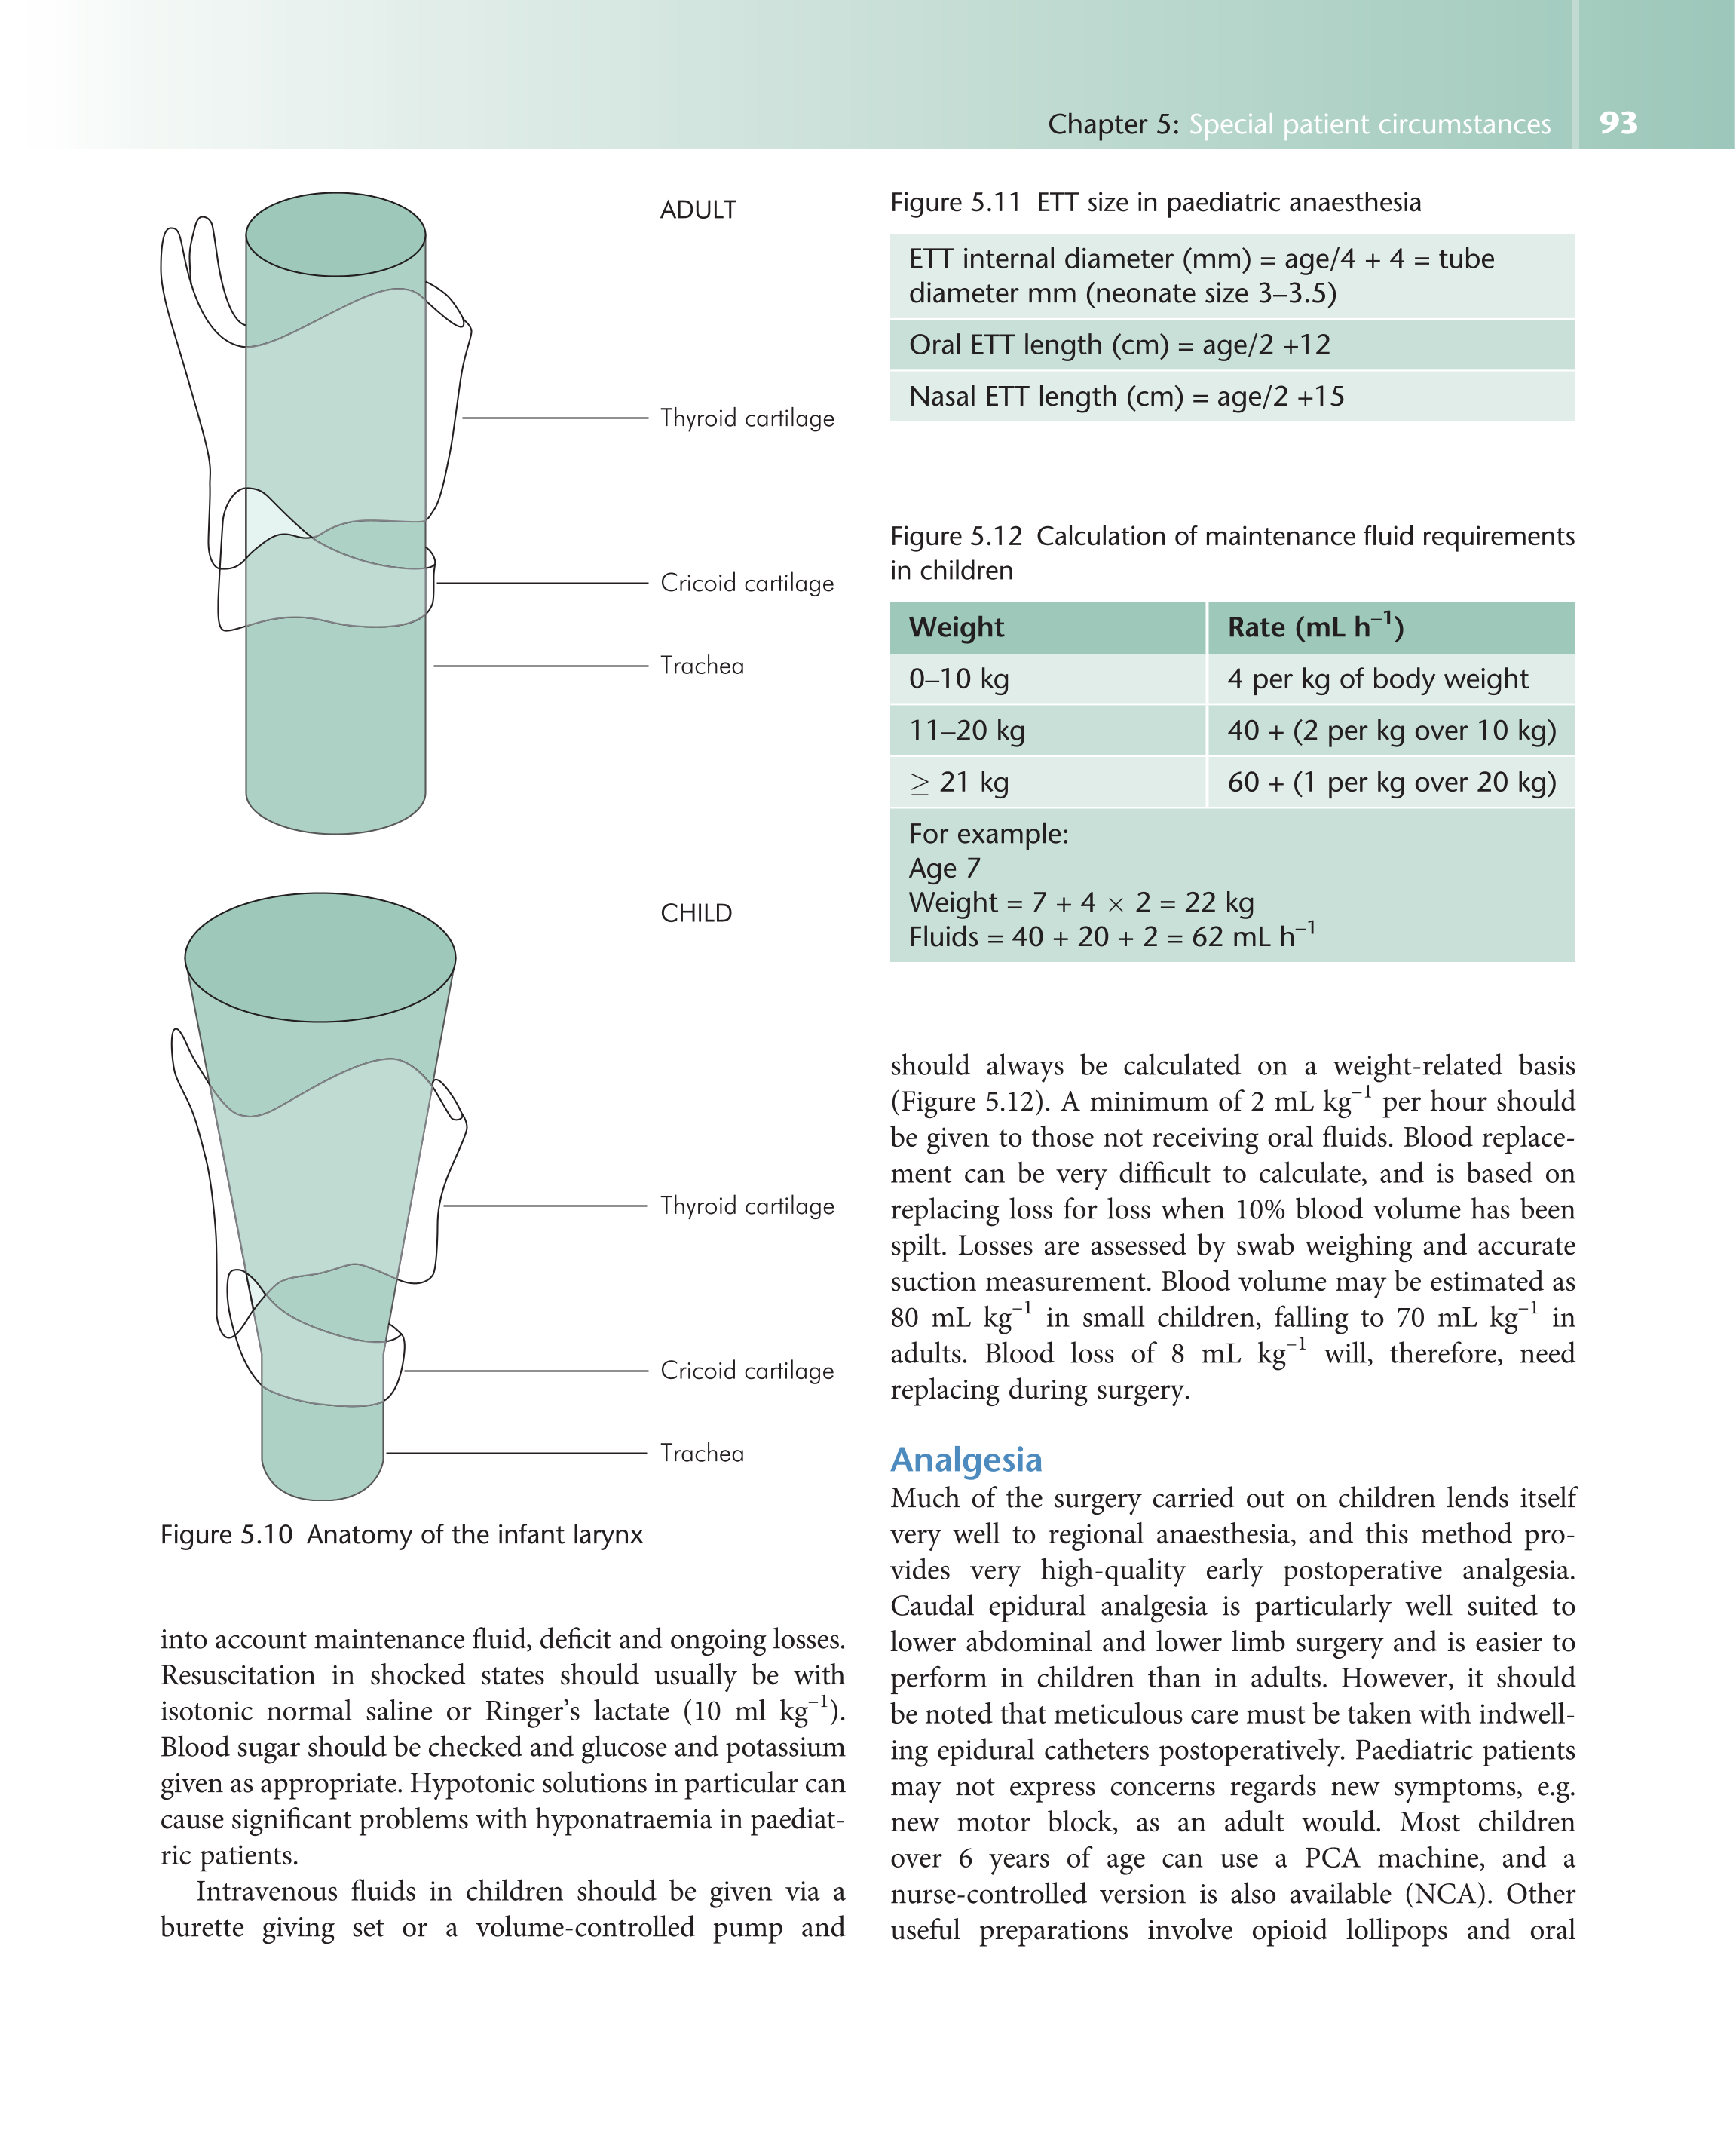 Chapter 5: Special patient circumstances 93
ADULT
Thyroid cartilage
Cricoid cartilage
Trachea
CHILD
Thyroid cartilage
Cricoid cartilage
Trachea
Figure 5.10 Anatomy of the infant larynx
into account maintenance fluid, deficit and ongoing losses.
Resuscitation in shocked states should usually be with
isotonic normal saline or Ringer's lactate (10 ml kg⁻¹).
Blood sugar should be checked and glucose and potassium
given as appropriate. Hypotonic solutions in particular can
cause significant problems with hyponatraemia in paediat-
ric patients.
Intravenous fluids in children should be given via a
burette giving set or a volume-controlled pump and
Figure 5.11 ETT size in paediatric anaesthesia
ETT internal diameter (mm) = age/4 + 4 = tube
diameter mm (neonate size 3–3.5)
Oral ETT length (cm) = age/2 +12
Nasal ETT length (cm) = age/2 +15
Figure 5.12 Calculation of maintenance fluid requirements
in children
Weight Rate (mL h⁻¹)
0–10 kg 4 per kg of body weight
11–20 kg 40 + (2 per kg over 10 kg)
≥ 21 kg 60 + (1 per kg over 20 kg)
For example:
Age 7
Weight = 7 + 4 × 2 = 22 kg
Fluids = 40 + 20 + 2 = 62 mL h⁻¹
should always be calculated on a weight-related basis
(Figure 5.12). A minimum of 2 mL kg⁻¹ per hour should
be given to those not receiving oral fluids. Blood replace-
ment can be very difficult to calculate, and is based on
replacing loss for loss when 10% blood volume has been
spilt. Losses are assessed by swab weighing and accurate
suction measurement. Blood volume may be estimated as
80 mL kg⁻¹ in small children, falling to 70 mL kg⁻¹ in
adults. Blood loss of 8 mL kg⁻¹ will, therefore, need
replacing during surgery.
Analgesia
Much of the surgery carried out on children lends itself
very well to regional anaesthesia, and this method pro-
vides very high-quality early postoperative analgesia.
Caudal epidural analgesia is particularly well suited to
lower abdominal and lower limb surgery and is easier to
perform in children than in adults. However, it should
be noted that meticulous care must be taken with indwell-
ing epidural catheters postoperatively. Paediatric patients
may not express concerns regards new symptoms, e.g.
new motor block, as an adult would. Most children
over 6 years of age can use a PCA machine, and a
nurse-controlled version is also available (NCA). Other
useful preparations involve opioid lollipops and oral